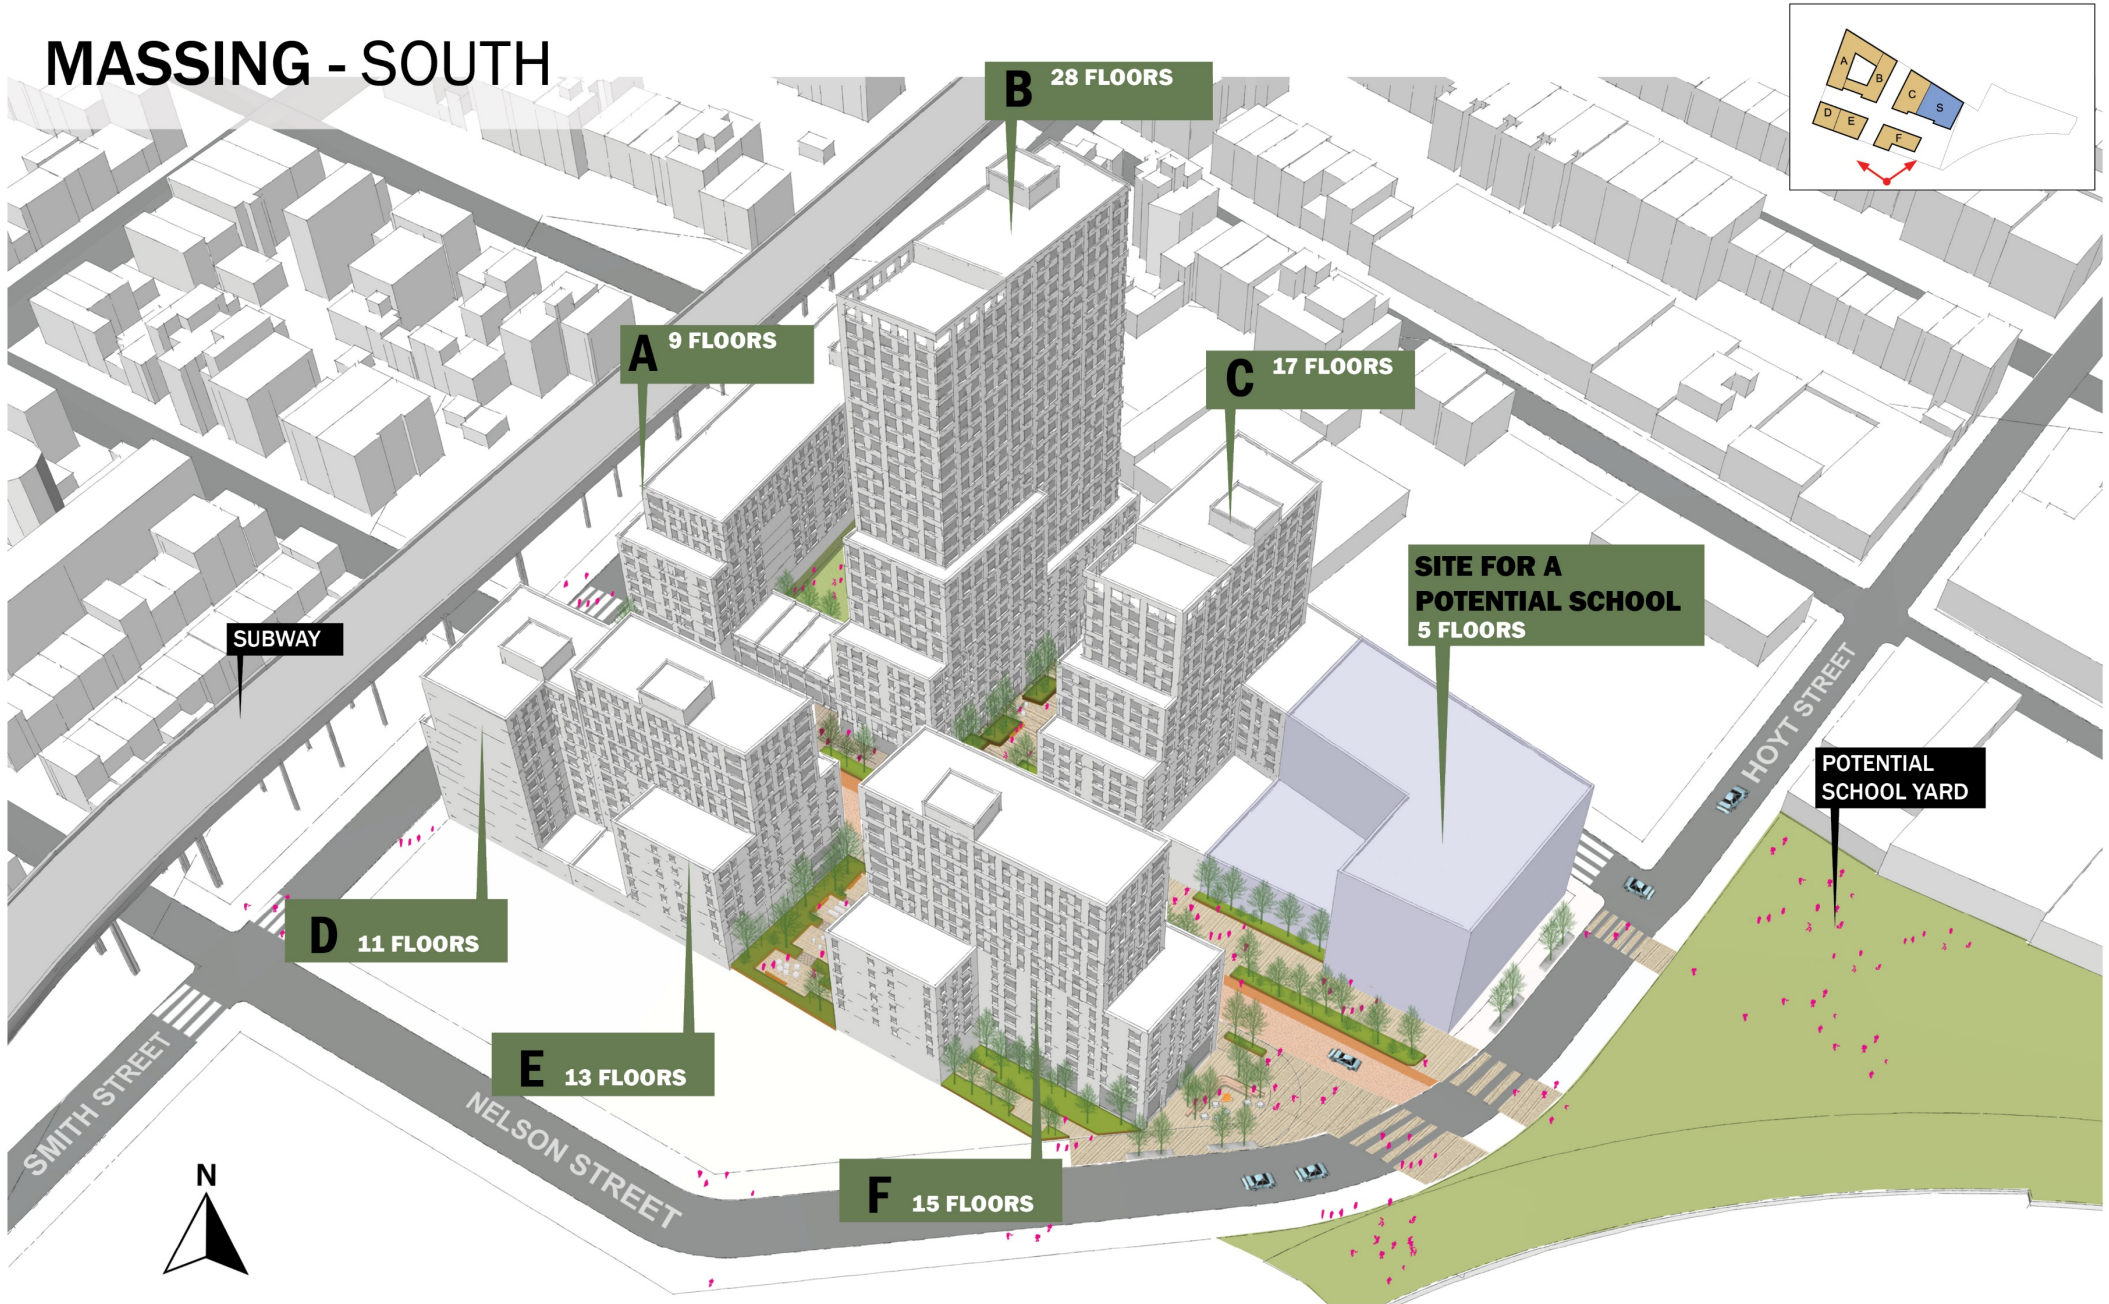 MASSING - SOUTH
B 28 FLOORS
A
B
C
S
D
E
F
A 9 FLOORS
C 17 FLOORS
SITE FOR A
POTENTIAL SCHOOL
5 FLOORS
SUBWAY
HOYT STREET
POTENTIAL
SCHOOL YARD
D 11 FLOORS
E 13 FLOORS
SMITH STREET
NELSON STREET
F 15 FLOORS
N